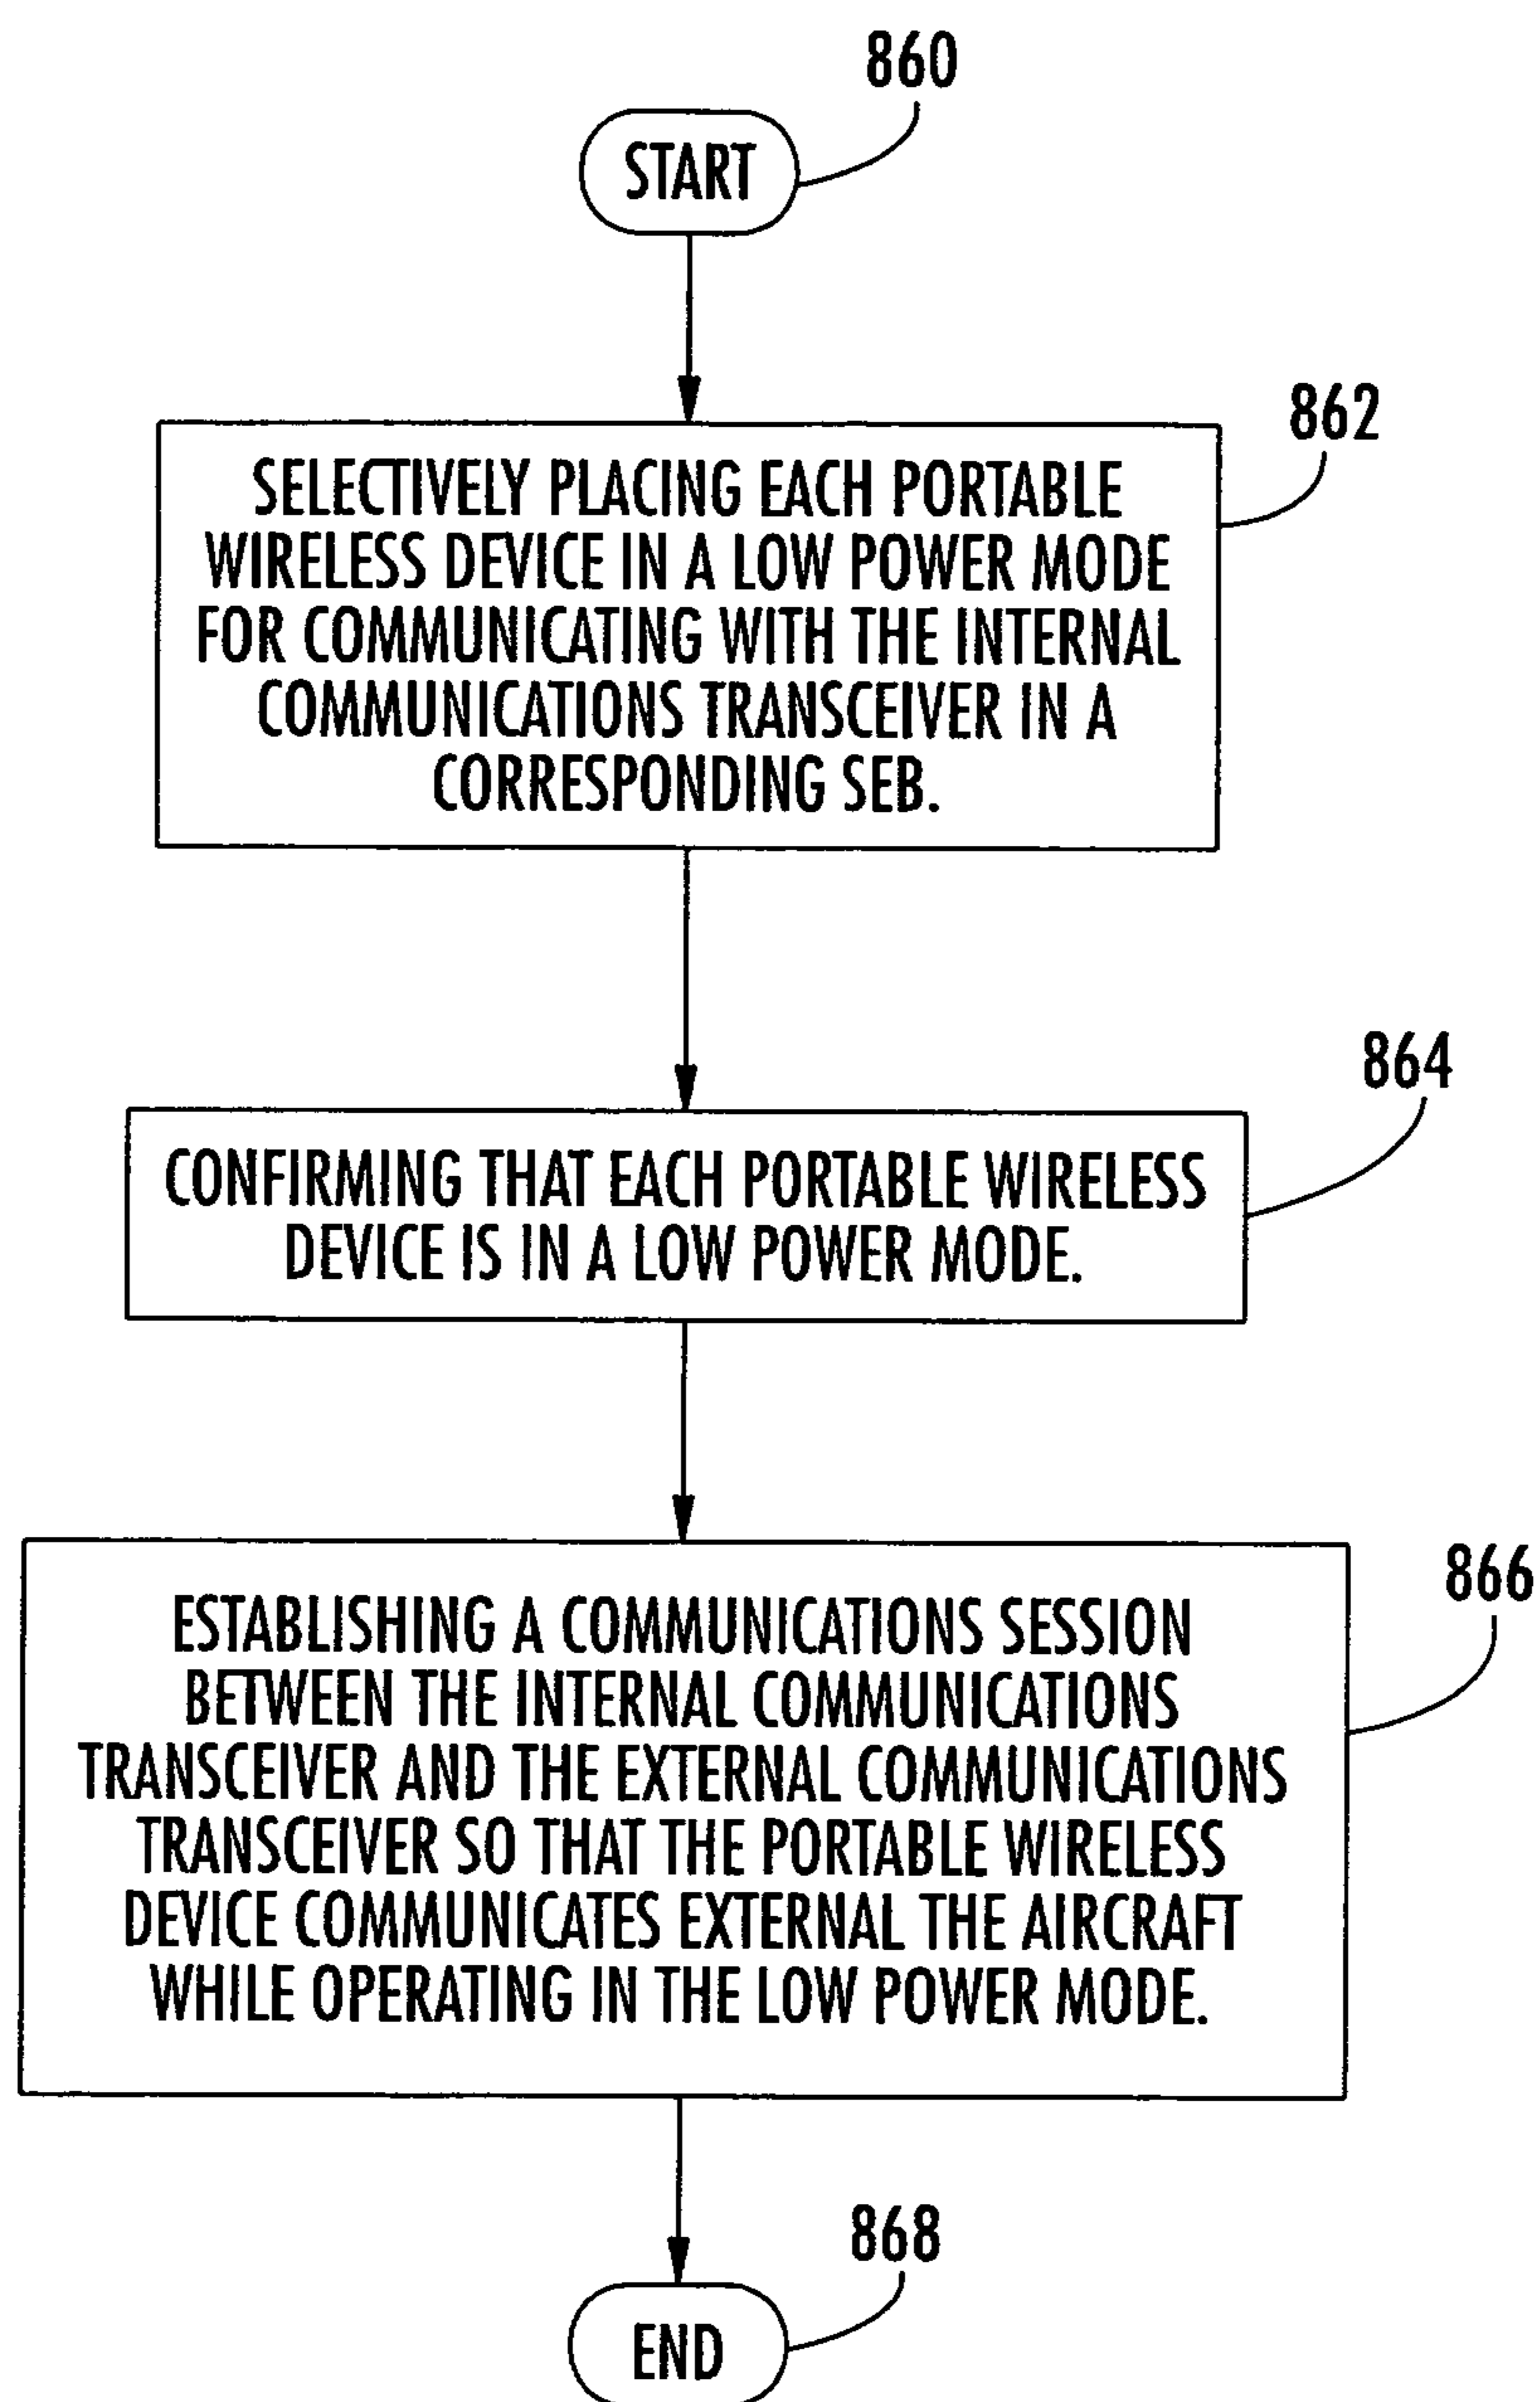 860
START
862
SELECTIVELY PLACING EACH PORTABLE
WIRELESS DEVICE IN A LOW POWER MODE
FOR COMMUNICATING WITH THE INTERNAL
COMMUNICATIONS TRANSCEIVER IN A
CORRESPONDING SEB.
864
CONFIRMING THAT EACH PORTABLE WIRELESS
DEVICE IS IN A LOW POWER MODE.
866
ESTABLISHING A COMMUNICATIONS SESSION
BETWEEN THE INTERNAL COMMUNICATIONS
TRANSCEIVER AND THE EXTERNAL COMMUNICATIONS
TRANSCEIVER SO THAT THE PORTABLE WIRELESS
DEVICE COMMUNICATES EXTERNAL THE AIRCRAFT
WHILE OPERATING IN THE LOW POWER MODE.
868
END